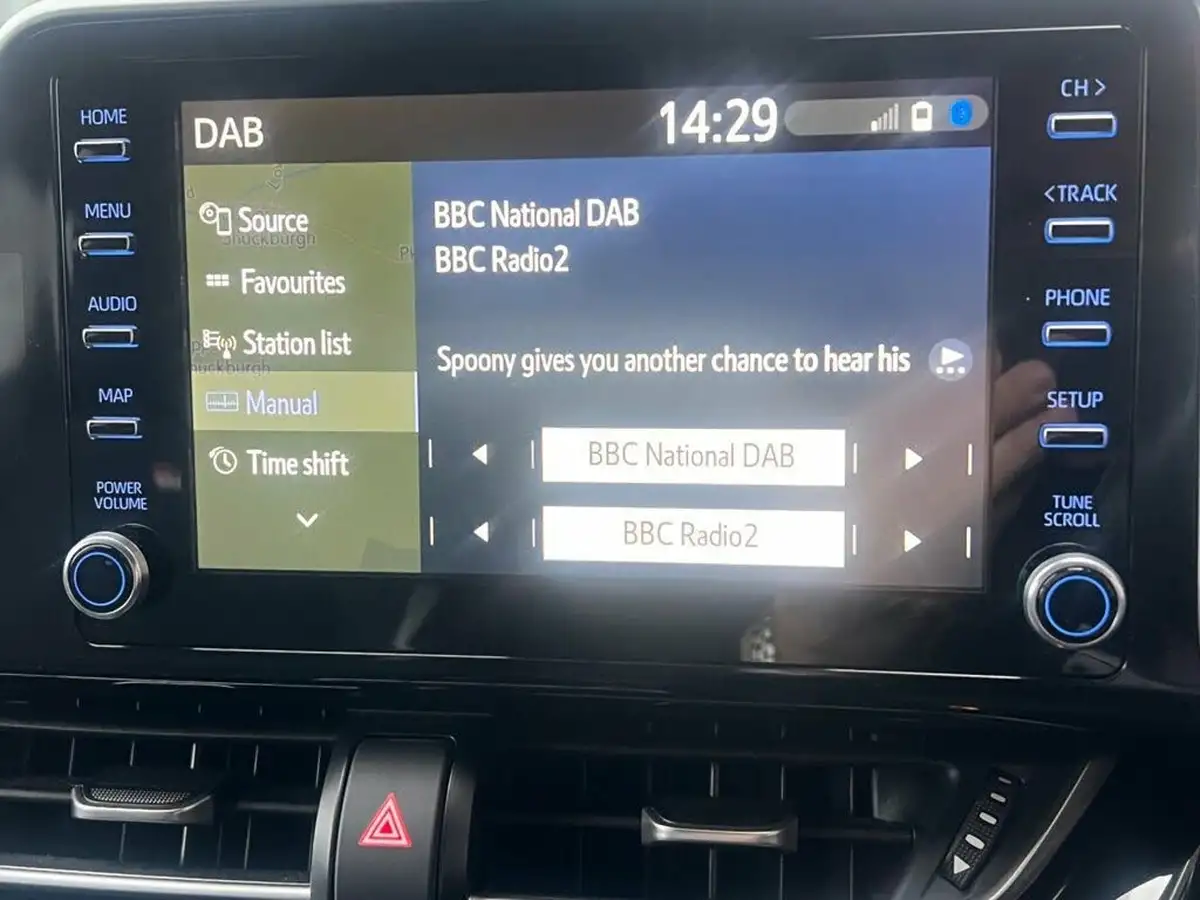 HOME
MENU
AUDIO
MAP
POWER
VOLUME
DAB
14:29
Source
Shuckburgh
Favourites
Station list
Manual
Time shift
BBC National DAB
BBC Radio2
Spoony gives you another chance to hear his
BBC National DAB
BBC Radio2
CH >
<TRACK
PHONE
SETUP
TUNE
SCROLL